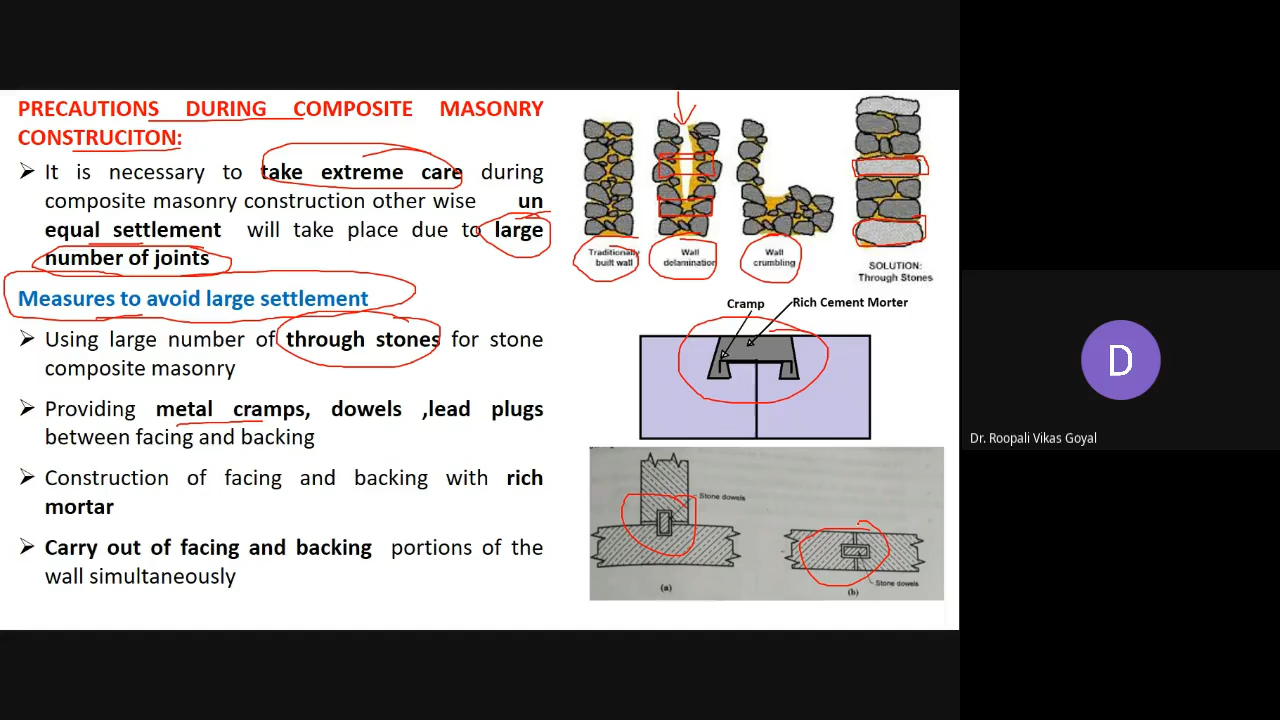 PRECAUTIONS DURING COMPOSITE MASONRY
CONSTRUCITON:
It is necessary to take extreme care during
composite masonry construction other wise un
equal settlement will take place due to large
number of joints
Measures to avoid large settlement
Using large number of through stones for stone
composite masonry
Providing metal cramps, dowels ,lead plugs
between facing and backing
Construction of facing and backing with rich
mortar
Carry out of facing and backing portions of the
wall simultaneously
Traditionally
built wall
Wall
delamination
Wall
crumbling
SOLUTION:
Through Stones
Cramp
Rich Cement Morter
Stone dowels
(a)
Stone dowels
(b)
D
Dr. Roopali Vikas Goyal